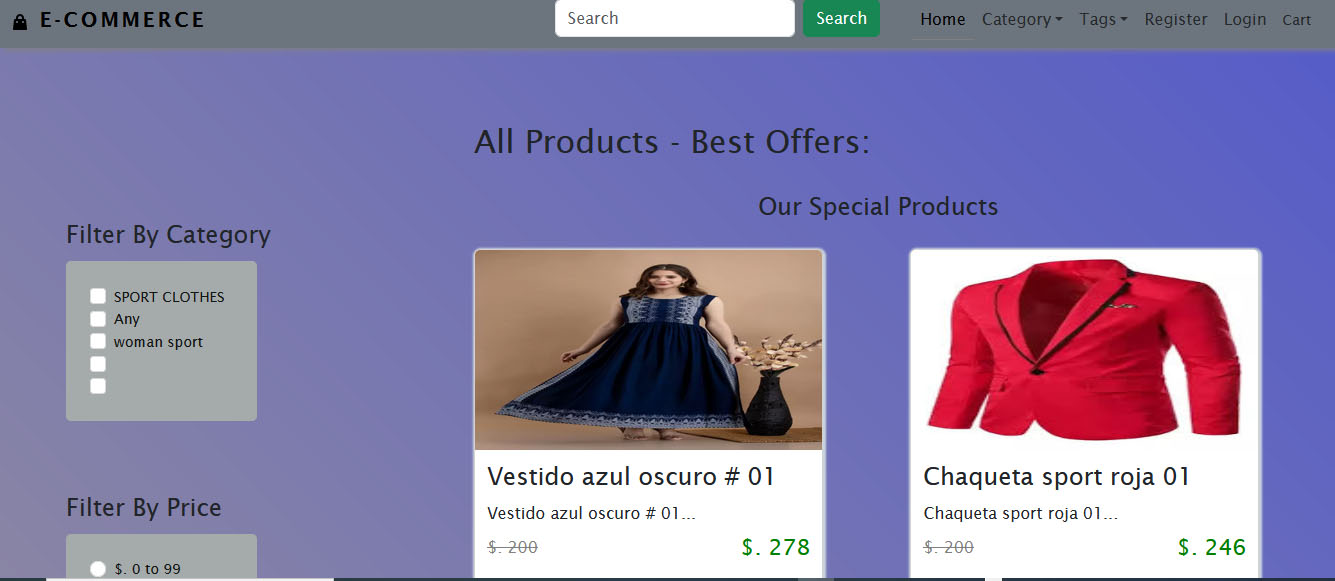 E-COMMERCE
Search
Search
Home
Category
Tags
Register
Login
Cart
All Products - Best Offers:
Our Special Products
Filter By Category
SPORT CLOTHES
Any
woman sport
Filter By Price
$. 0 to 99
Vestido azul oscuro # 01
Vestido azul oscuro # 01...
$. 200
$. 278
Chaqueta sport roja 01
Chaqueta sport roja 01...
$. 200
$. 246